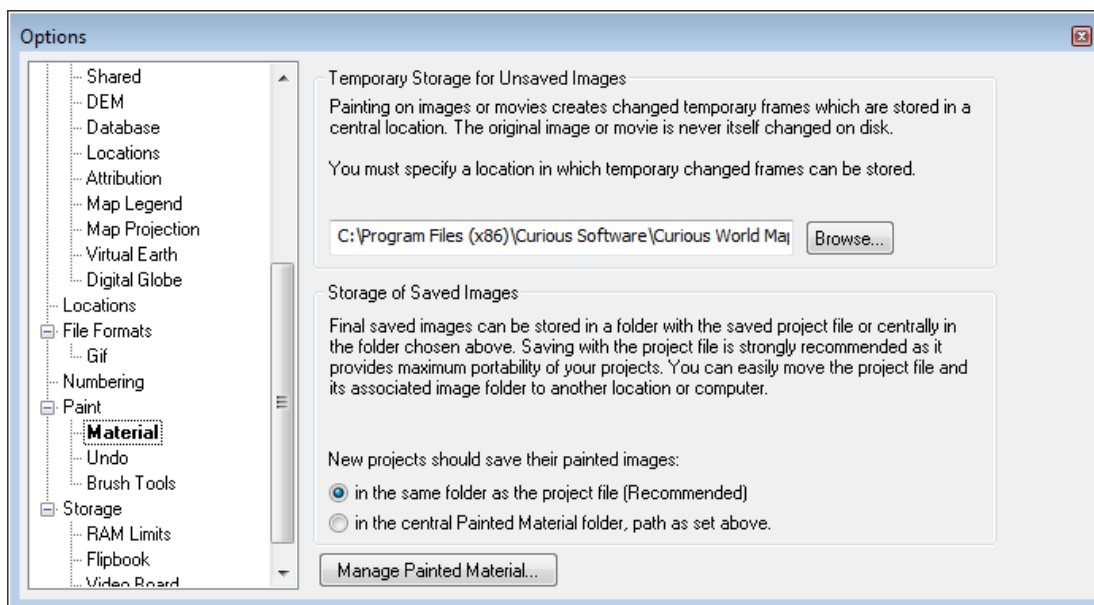 Options
Shared
DEM
Database
Locations
Attribution
Map Legend
Map Projection
Virtual Earth
Digital Globe
Locations
File Formats
Gif
Numbering
Paint
Material
Undo
Brush Tools
Storage
RAM Limits
Flipbook
Video Board
Temporary Storage for Unsaved Images
Painting on images or movies creates changed temporary frames which are stored in a
central location. The original image or movie is never itself changed on disk.
You must specify a location in which temporary changed frames can be stored.
C:\Program Files (x86)\Curious Software\Curious World Map
Browse...
Storage of Saved Images
Final saved images can be stored in a folder with the saved project file or centrally in
the folder chosen above. Saving with the project file is strongly recommended as it
provides maximum portability of your projects. You can easily move the project file and
its associated image folder to another location or computer.
New projects should save their painted images:
in the same folder as the project file (Recommended)
in the central Painted Material folder, path as set above.
Manage Painted Material...